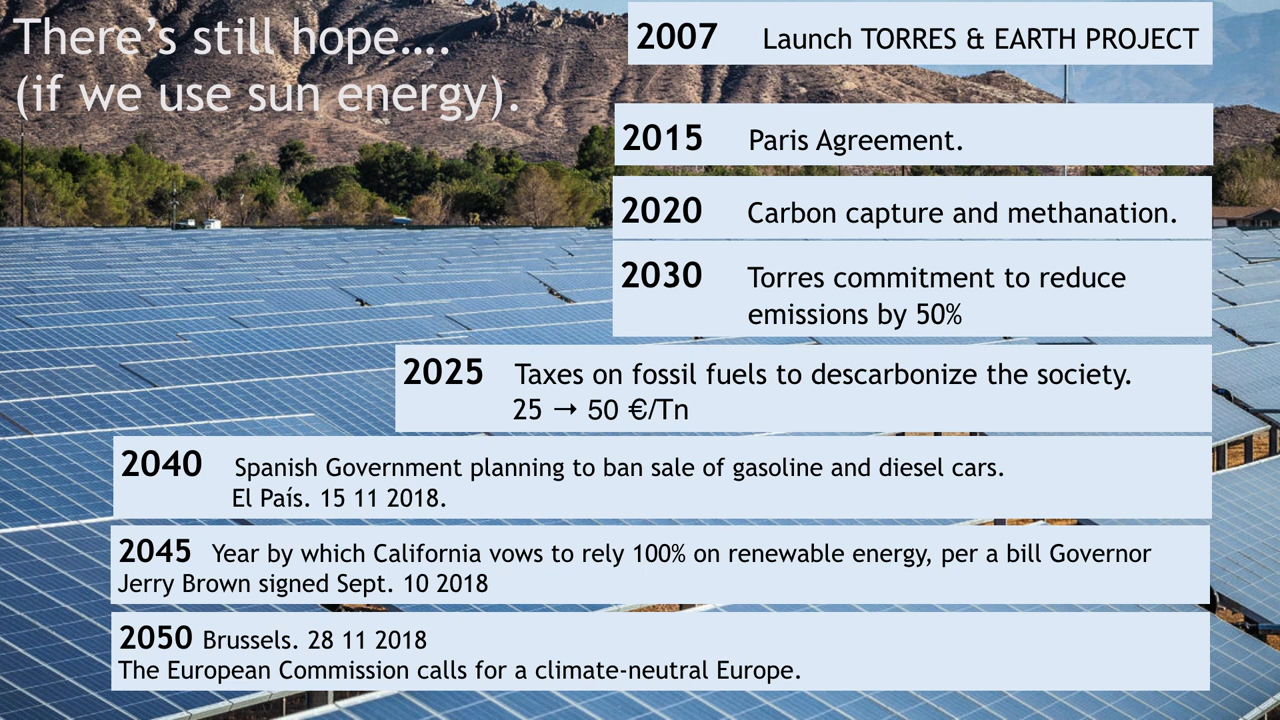 There's still hope….
(if we use sun energy).
2007 Launch TORRES & EARTH PROJECT
2015 Paris Agreement.
2020 Carbon capture and methanation.
2030 Torres commitment to reduce
emissions by 50%
2025 Taxes on fossil fuels to descarbonize the society.
25 → 50 €/Tn
2040 Spanish Government planning to ban sale of gasoline and diesel cars.
El País. 15 11 2018.
2045 Year by which California vows to rely 100% on renewable energy, per a bill Governor
Jerry Brown signed Sept. 10 2018
2050 Brussels. 28 11 2018
The European Commission calls for a climate-neutral Europe.